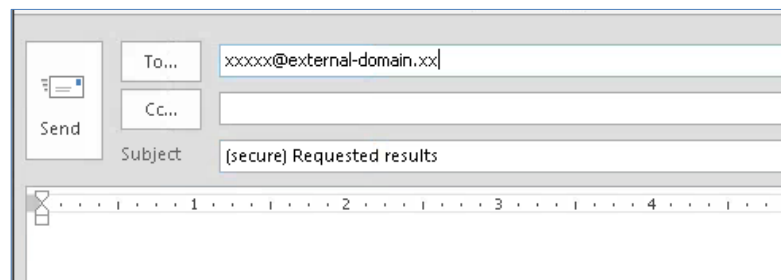 To...
xxxxx@external-domain.xx
Cc...
Send
Subject
(secure) Requested results
1 2 3 4